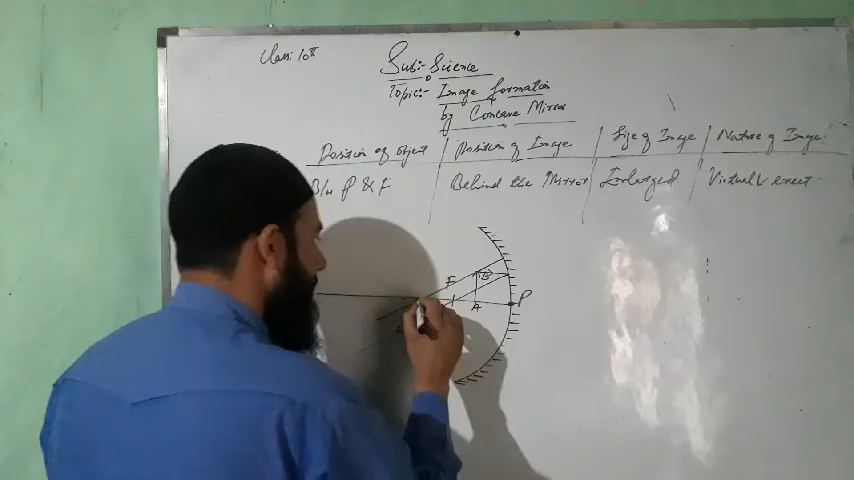 Class: 10th
Sub:- Science
Topic:- Image formation
by Concave Mirror
Position of object | Position of Image | Size of Image | Nature of Image:
B/w P & F | Behind the Mirror | Enlarged | Virtual & erect
F B
A P